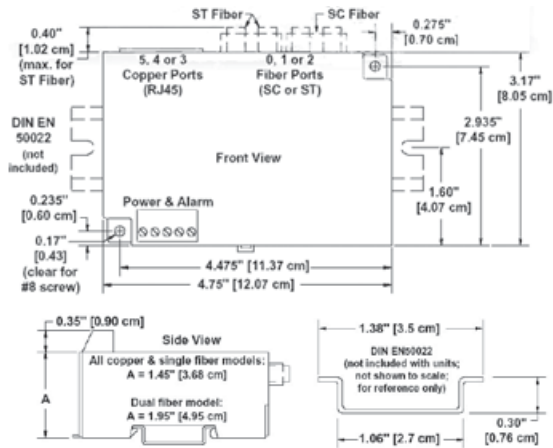 ST Fiber
SC Fiber
0.275"
[0.70 cm]
0.40"
[1.02 cm]
(max. for
ST Fiber)
5, 4 or 3
Copper Ports
(RJ45)
0, 1 or 2
Fiber Ports
(SC or ST)
3.17"
[8.05 cm]
2.935"
[7.45 cm]
DIN EN
50022
(not
included)
Front View
1.60"
[4.07 cm]
0.235"
[0.60 cm]
Power & Alarm
0.17"
[0.43]
(clear for
#8 screw)
4.475" [11.37 cm]
4.75" [12.07 cm]
0.35" [0.90 cm]
Side View
All copper & single fiber models:
A = 1.45" [3.68 cm]
A
Dual fiber model:
A = 1.95" [4.95 cm]
1.38" [3.5 cm]
DIN EN50022
(not included with units;
not shown to scale;
for reference only)
0.30"
[0.76 cm]
1.06" [2.7 cm]